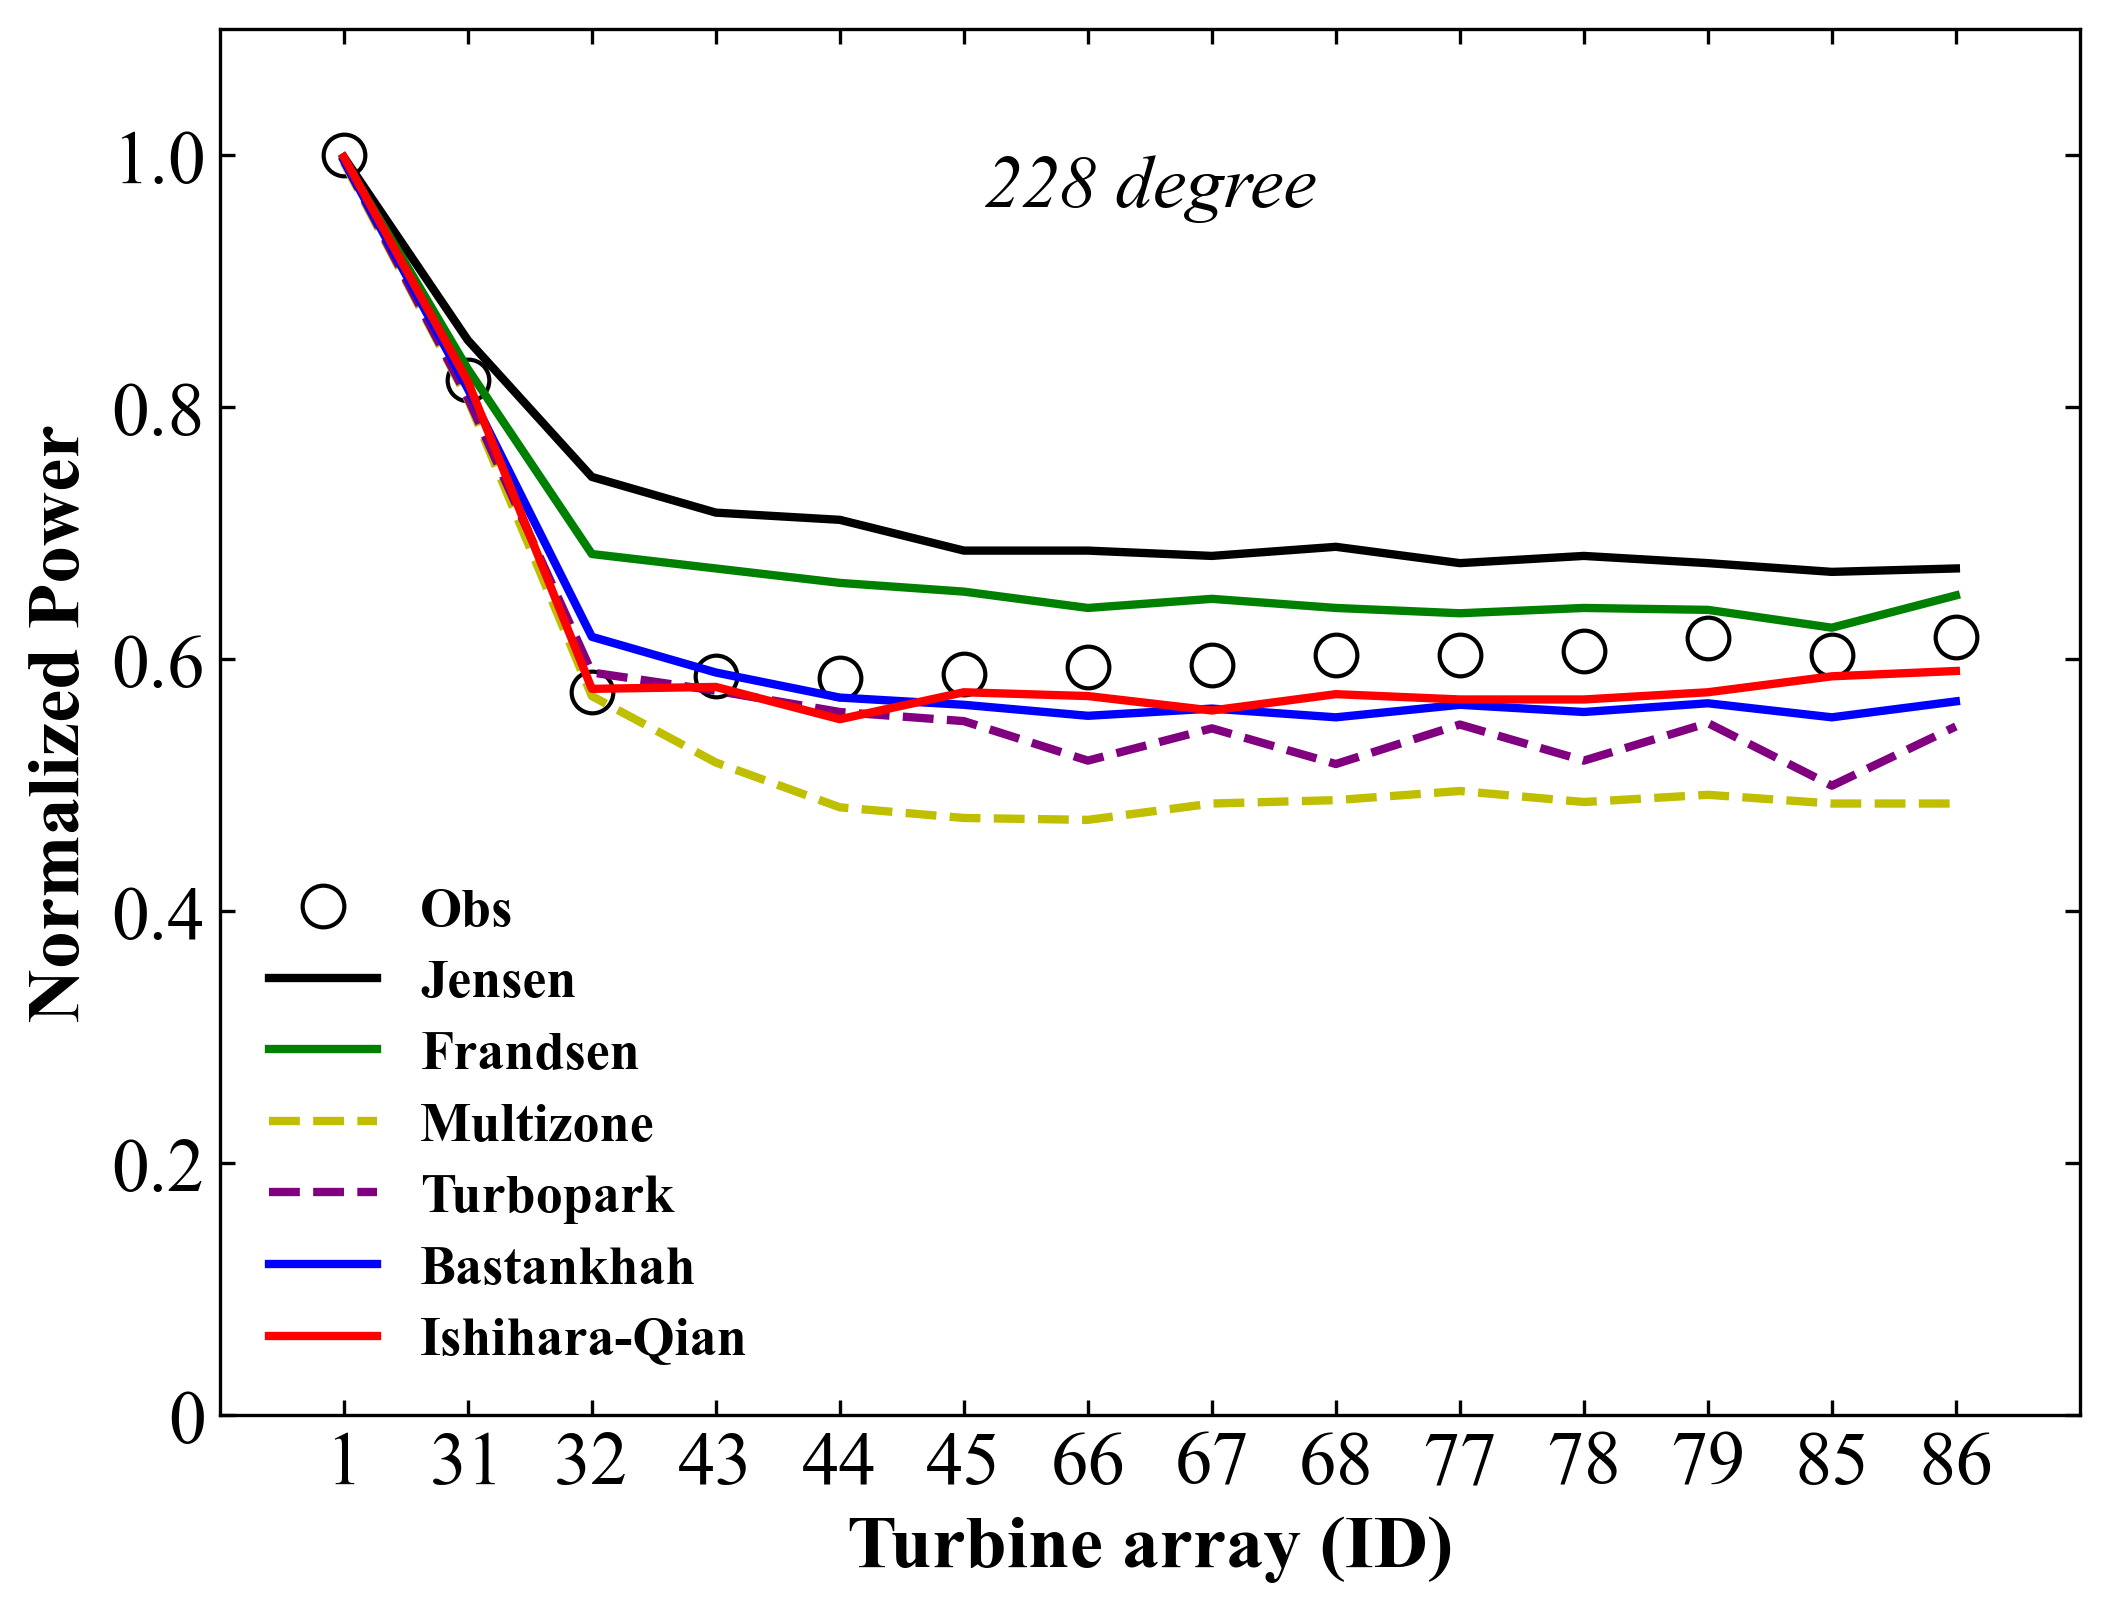 228 degree
1.0
0.8
0.6
0.4
0.2
0
Normalized Power
Obs
Jensen
Frandsen
Multizone
Turbopark
Bastankhah
Ishihara-Qian
1 31 32 43 44 45 66 67 68 77 78 79 85 86
Turbine array (ID)